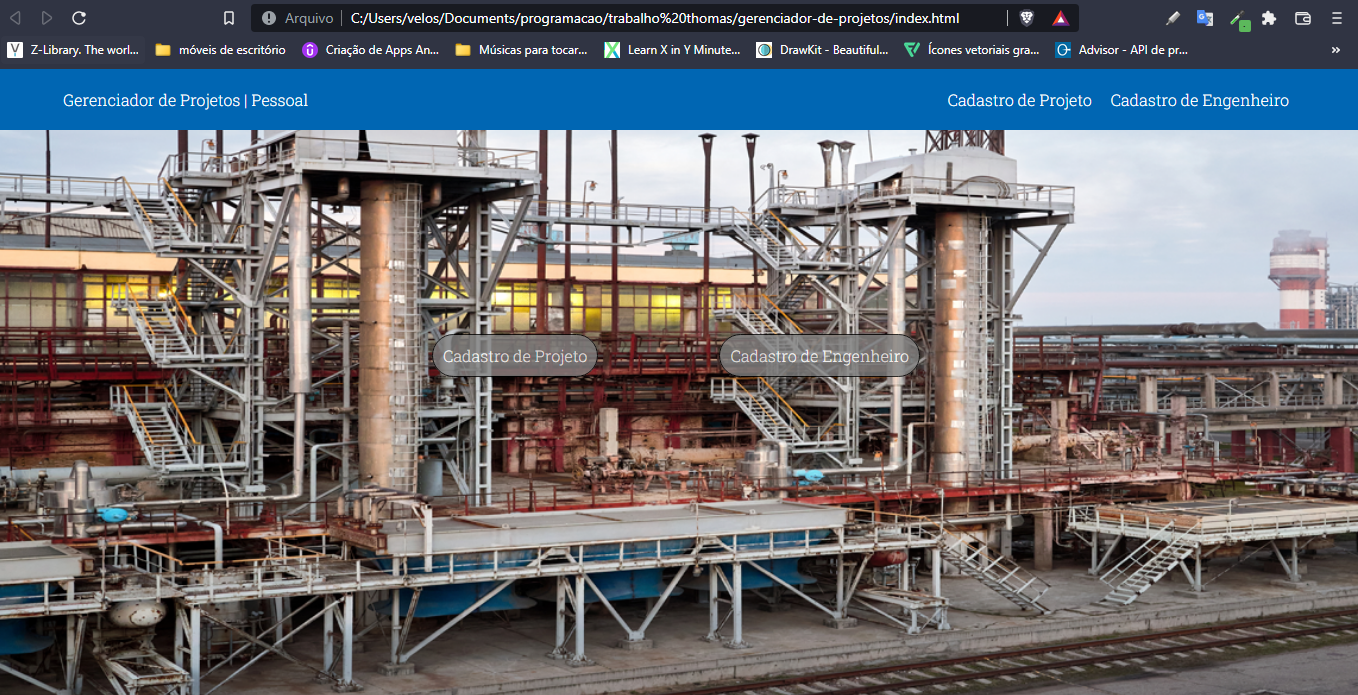 Arquivo C:/Users/velos/Documents/programacao/trabalho%20thomas/gerenciador-de-projetos/index.html
Z-Library. The worl... móveis de escritório Criação de Apps An... Músicas para tocar... Learn X in Y Minute... DrawKit - Beautiful... Ícones vetoriais gra... Advisor - API de pr... »
Gerenciador de Projetos | Pessoal Cadastro de Projeto Cadastro de Engenheiro
Cadastro de Projeto Cadastro de Engenheiro